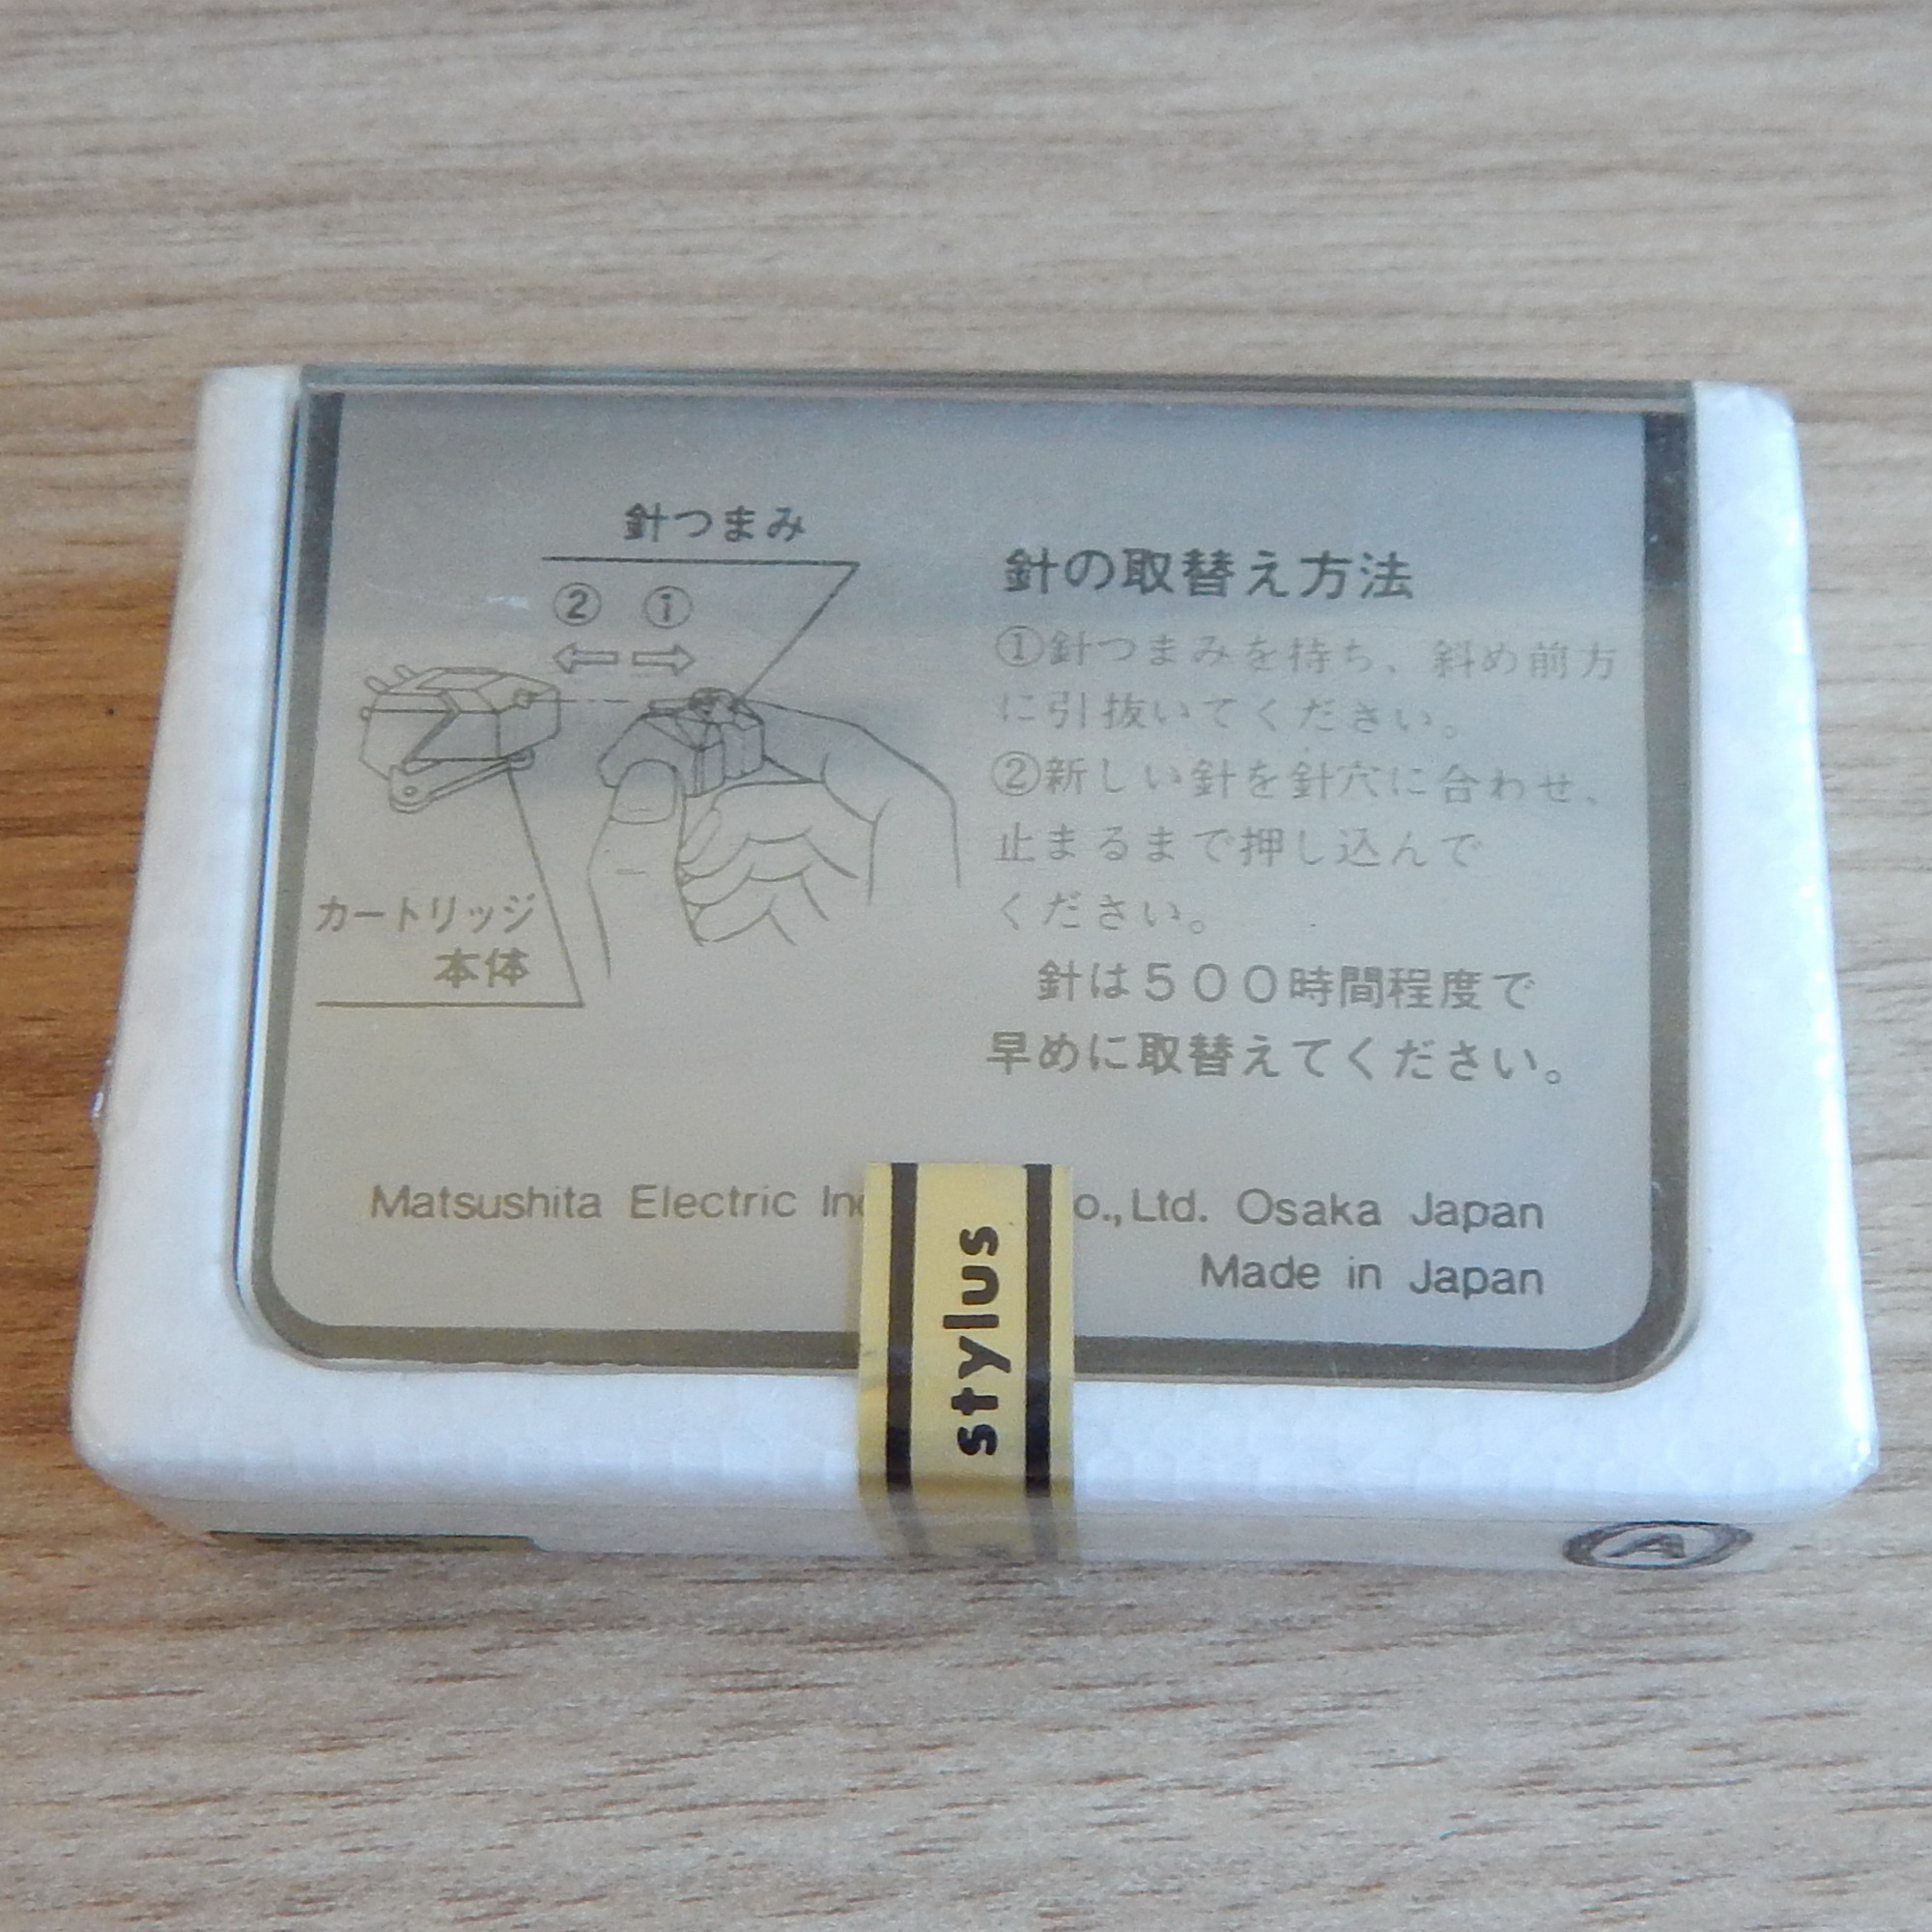 針つまみ
② ①
カートリッジ
本体
針の取替え方法
①針つまみを持ち、斜め前方
に引抜いてください。
②新しい針を針穴に合わせ、
止まるまで押し込んで
ください。
針は500時間程度で
早めに取替えてください。
Matsushita Electric In o.,Ltd. Osaka Japan
Made in Japan
stylus
A